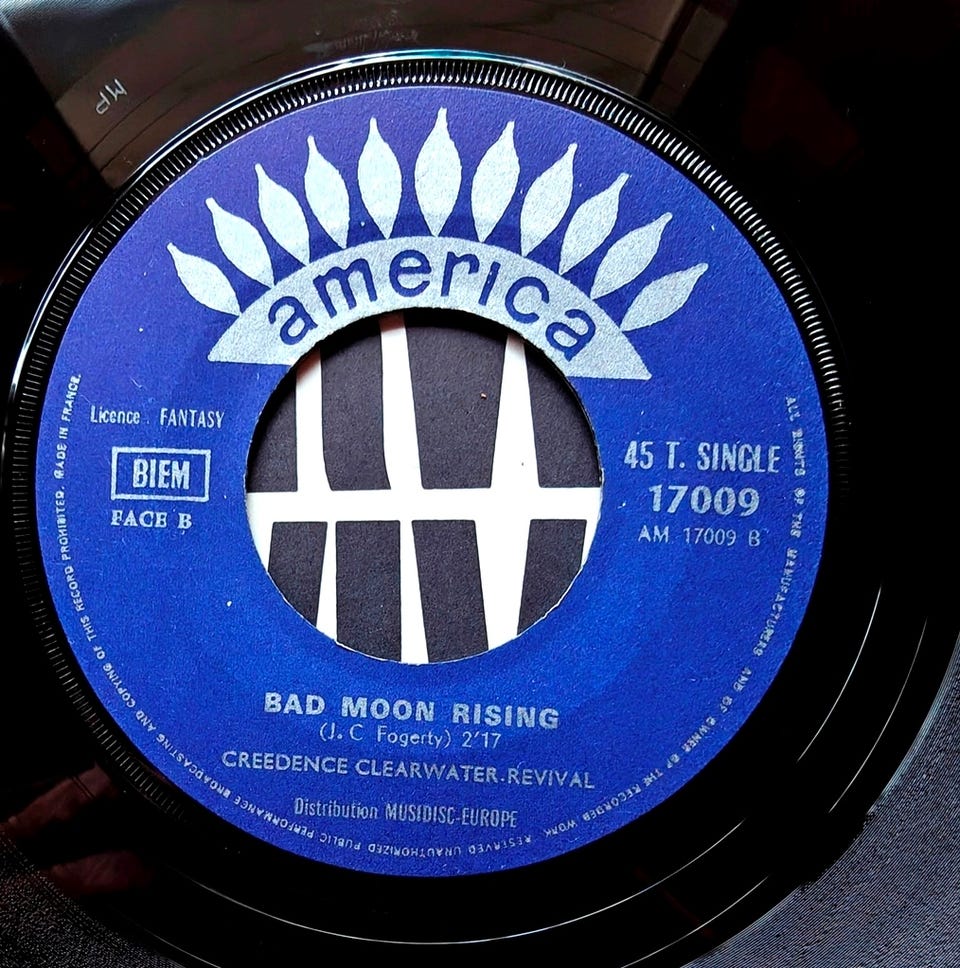 MP
america
Licence . FANTASY
BIEM
FACE B
45 T. SINGLE
17009
AM 17009 B
BAD MOON RISING
(J. C Fogerty) 2'17
CREEDENCE CLEARWATER REVIVAL
Distribution MUSIDISC-EUROPE
ALL RIGHTS OF THE MANUFACTURERS AND OF OWNER OF THE RECORDED WORK RESERVED UNAUTHORIZED PUBLIC PERFORMANCE BROADCASTING AND COPYING OF THIS RECORD PROHIBITED. MADE IN FRANCE.